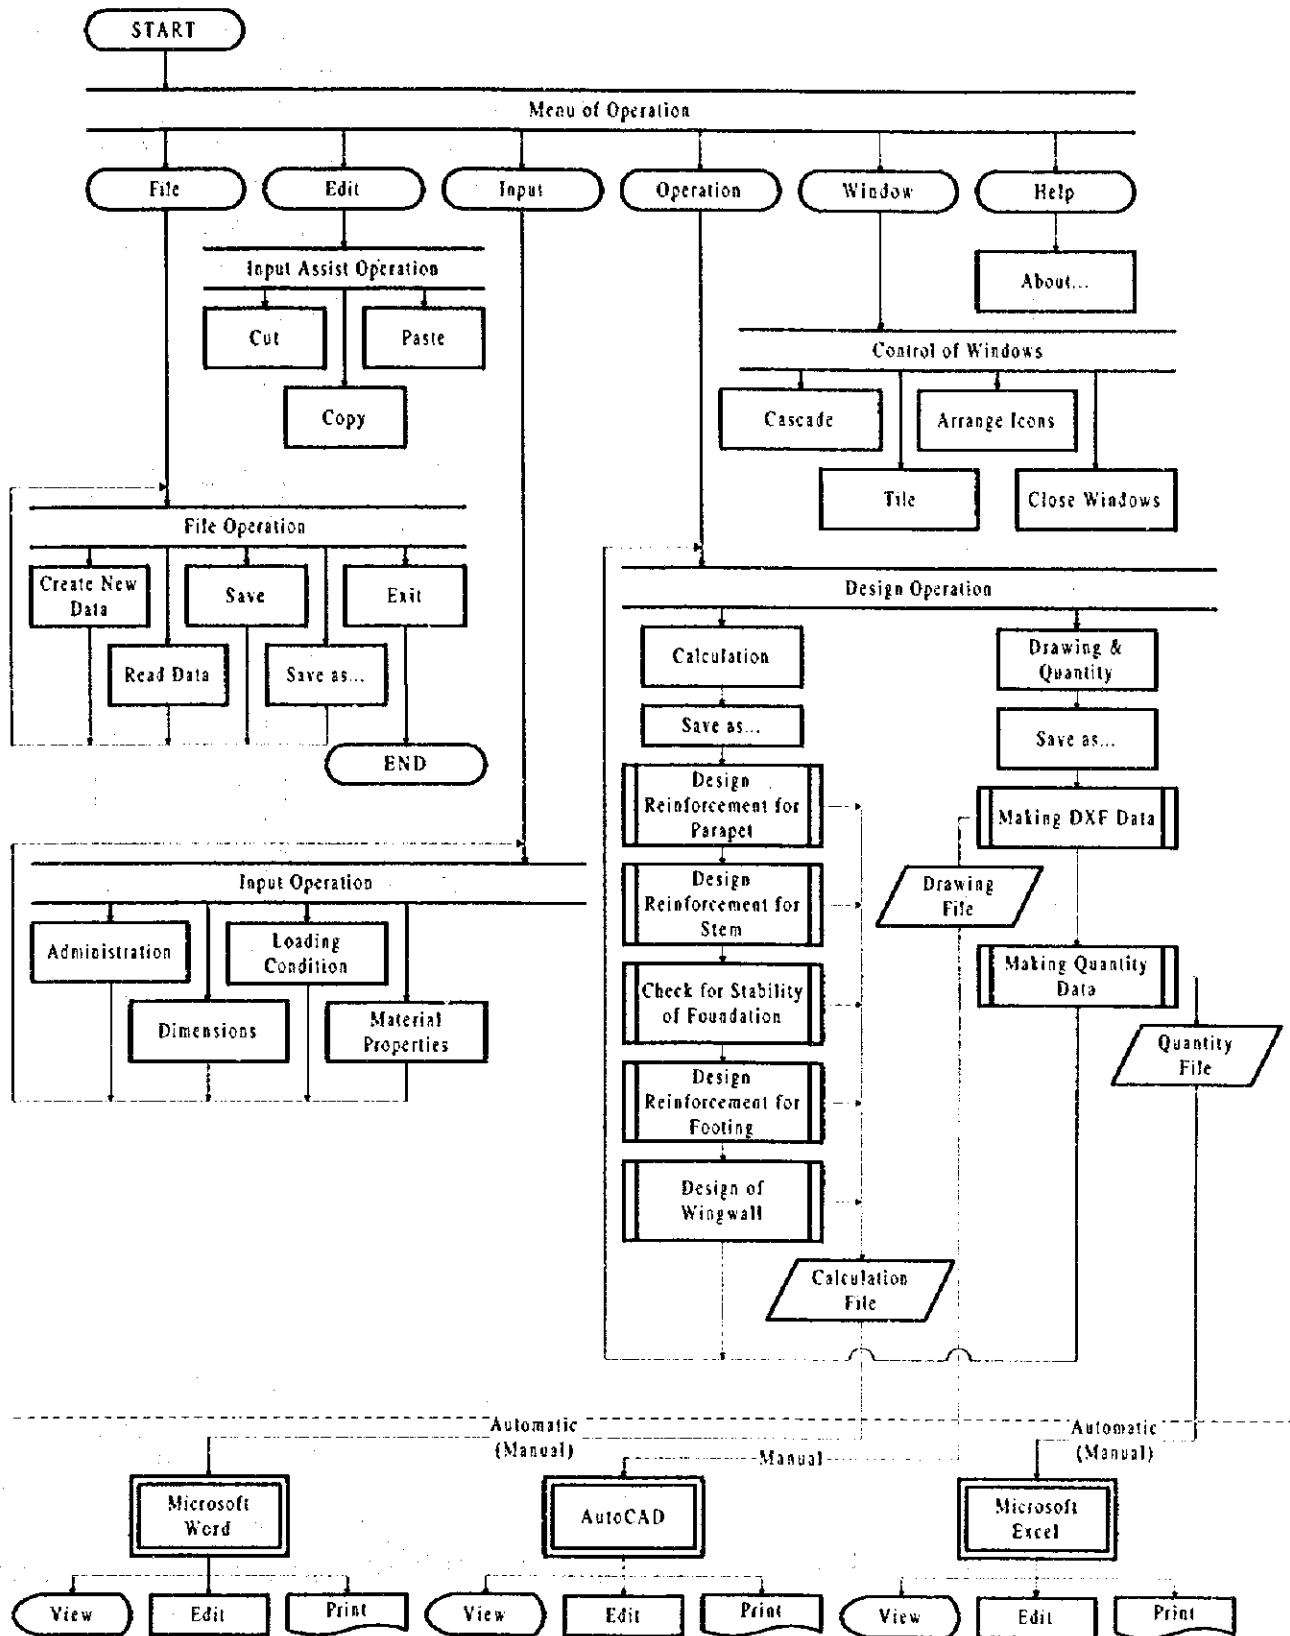 START
Menu of Operation
File
Edit
Input
Operation
Window
Help
Input Assist Operation
About...
Cut
Paste
Control of Windows
Copy
Cascade
Arrange Icons
Tile
Close Windows
File Operation
Create New
Data
Save
Exit
Design Operation
Read Data
Save as...
Calculation
Drawing &
Quantity
END
Save as...
Save as...
Design
Reinforcement for
Parapet
Making DXF Data
Input Operation
Design
Reinforcement for
Stem
Drawing
File
Administration
Loading
Condition
Check for Stability
of Foundation
Making Quantity
Data
Dimensions
Material
Properties
Quantity
File
Design
Reinforcement for
Footing
Design of
Wingwall
Calculation
File
Automatic
(Manual)
Manual
Automatic
(Manual)
Microsoft
Word
AutoCAD
Microsoft
Excel
View
Edit
Print
View
Edit
Print
View
Edit
Print